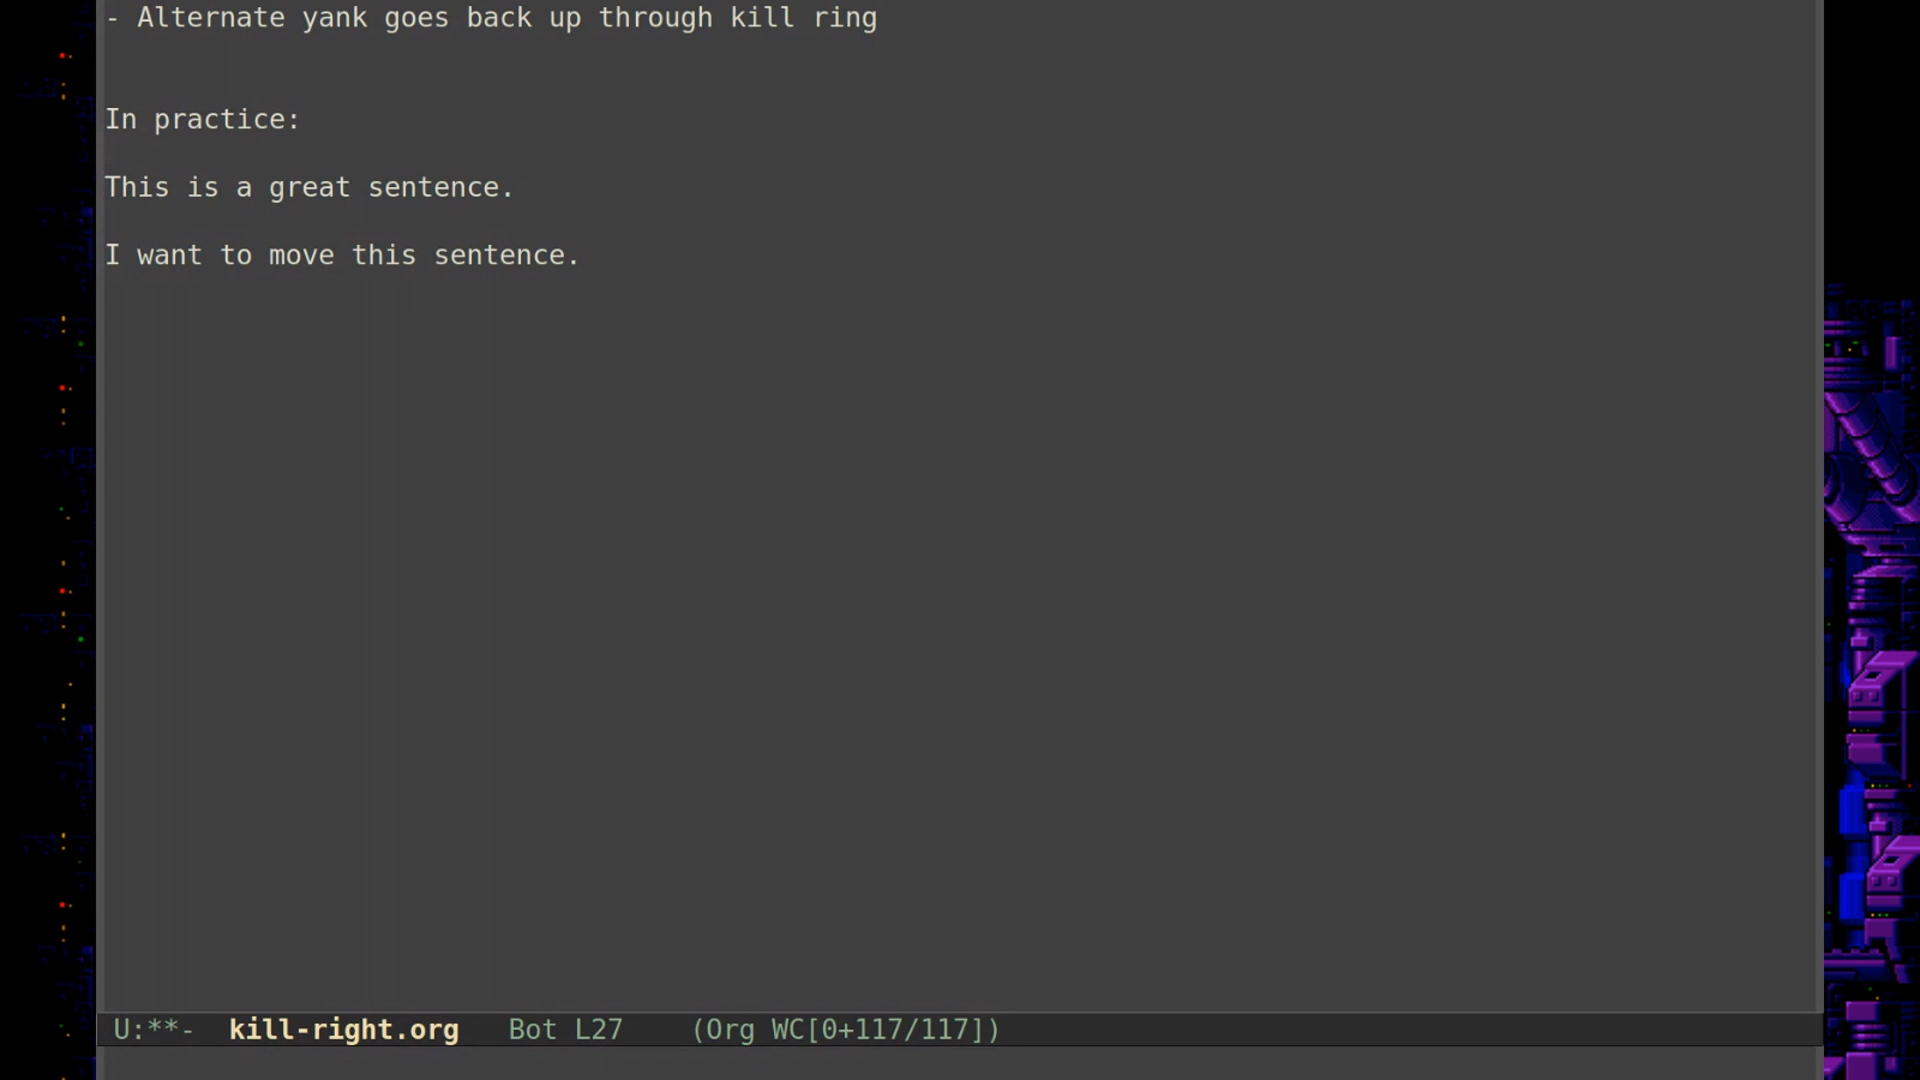 - Alternate yank goes back up through kill ring
In practice:
This is a great sentence.
I want to move this sentence.
U:**- kill-right.org Bot L27 (Org WC[0+117/117])